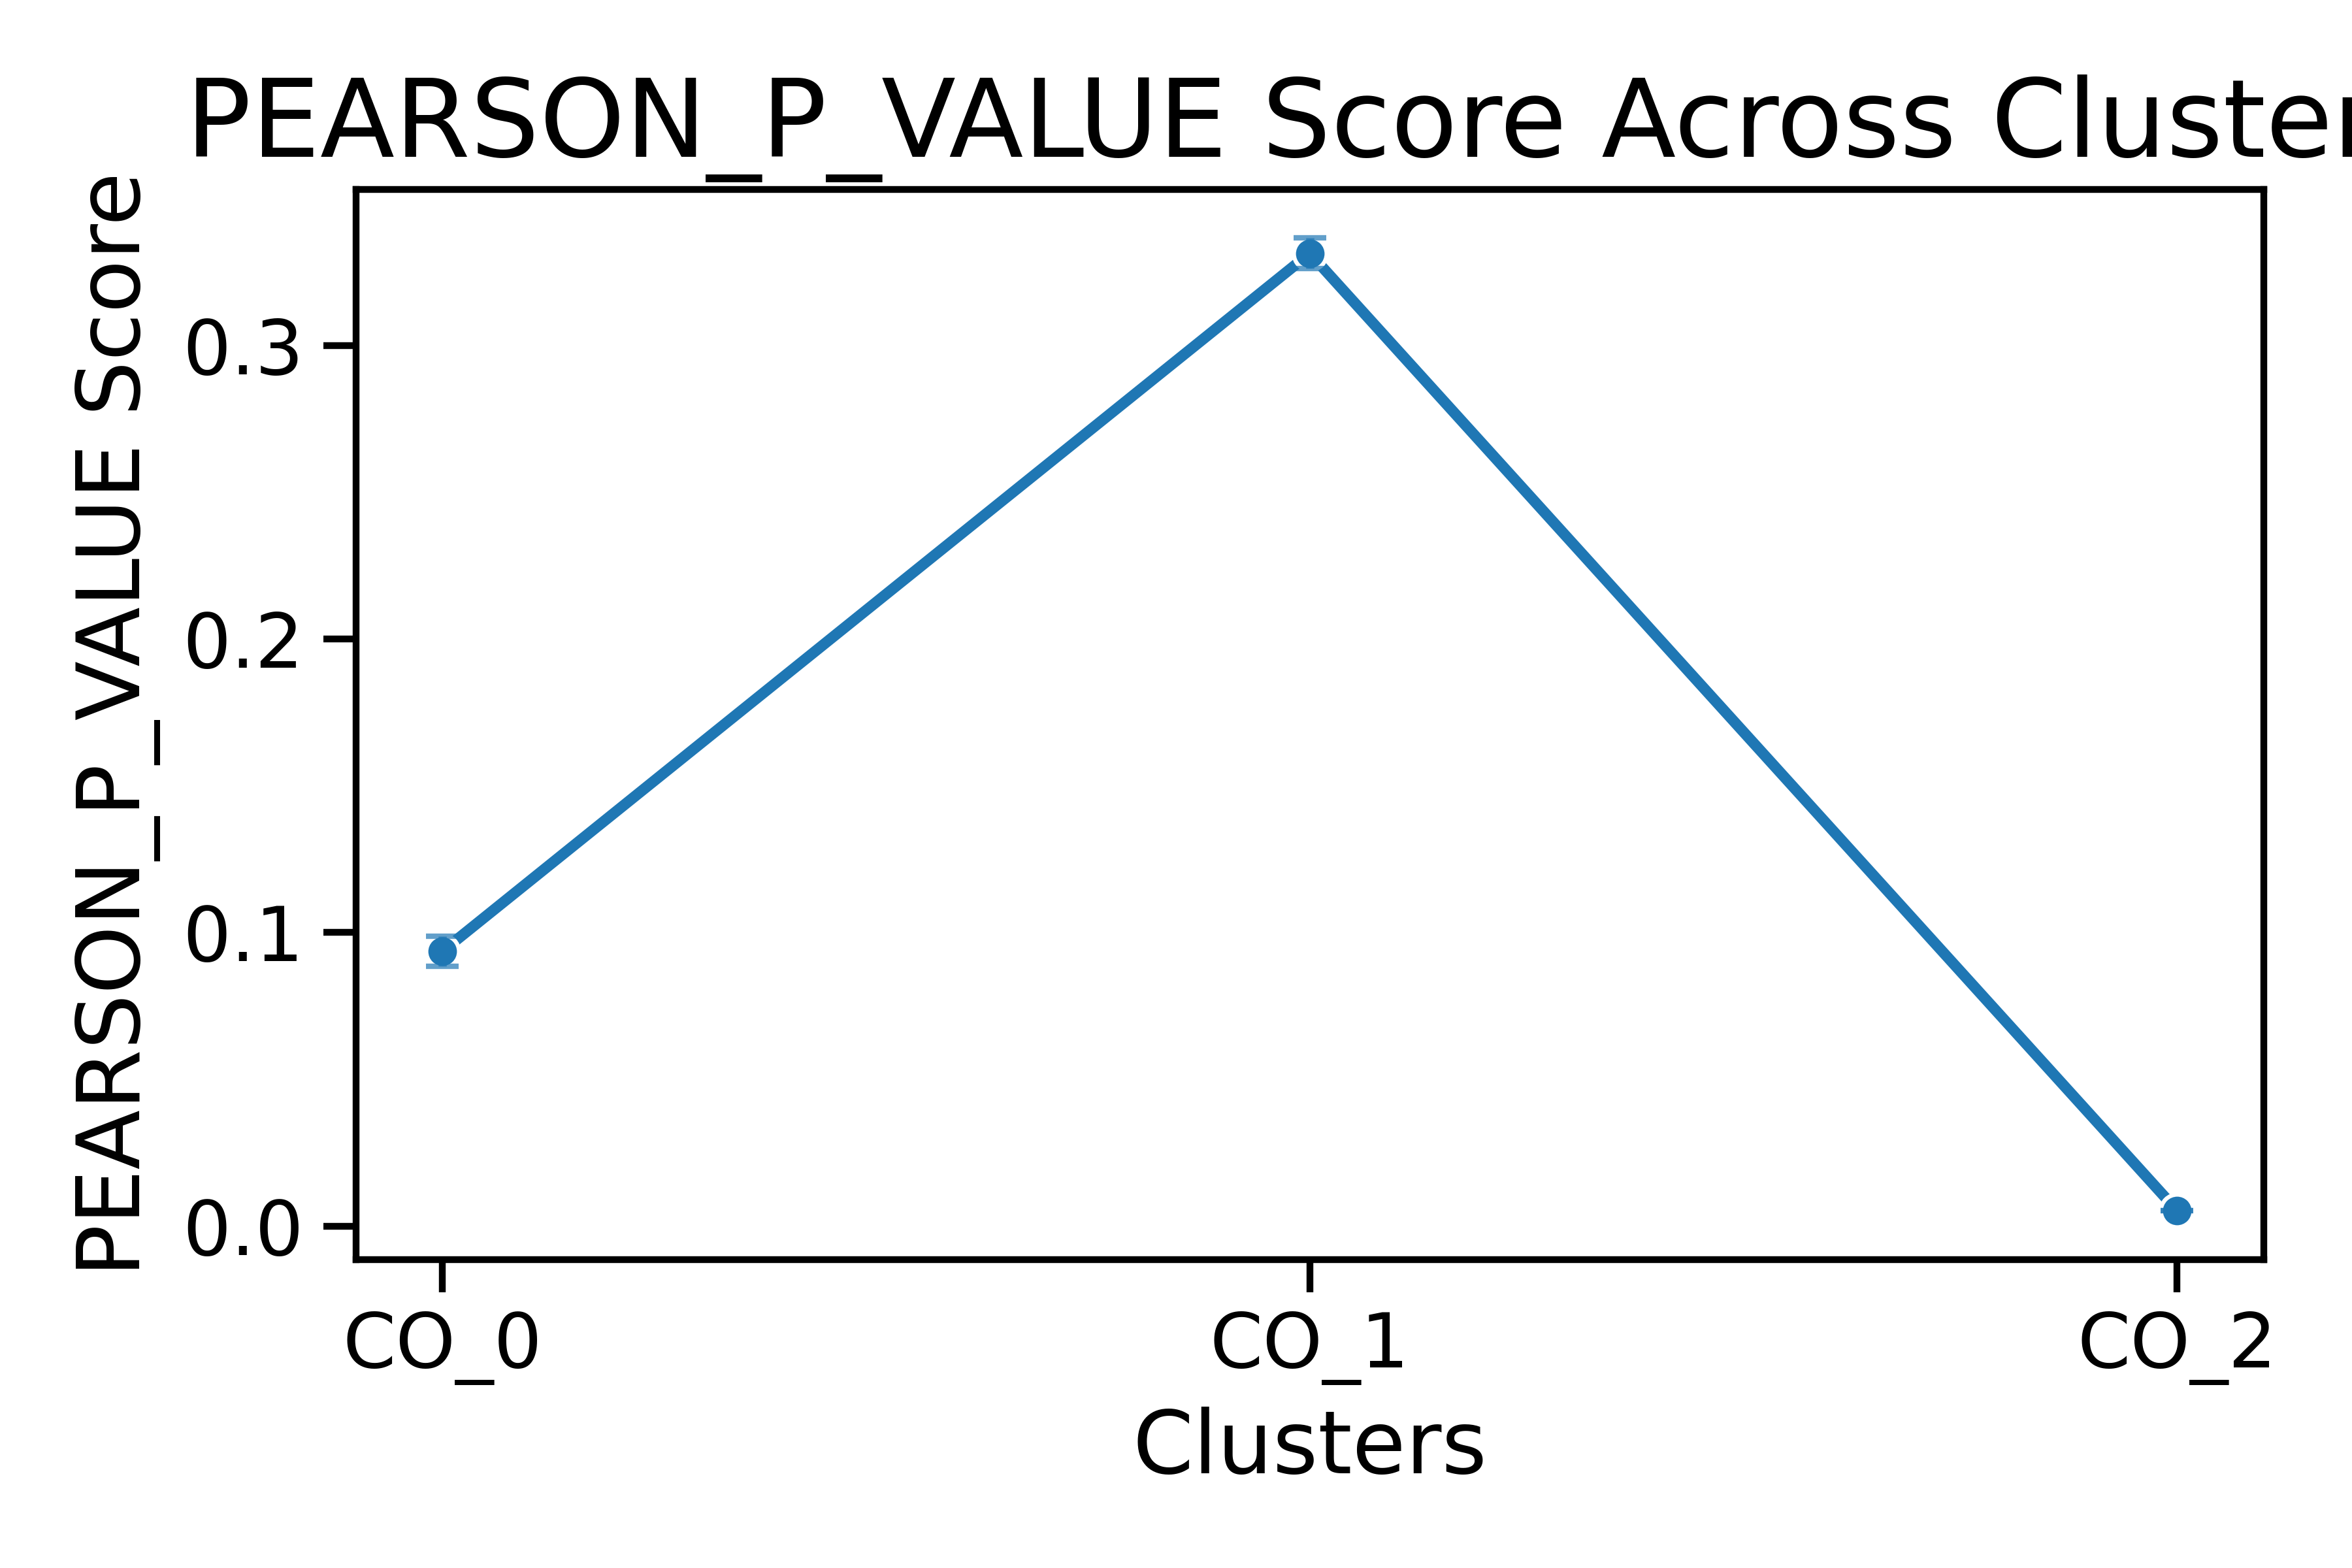 PEARSON_P_VALUE Score Across Cluster
PEARSON_P_VALUE Score
0.3
0.2
0.1
0.0
CO_0
CO_1
CO_2
Clusters